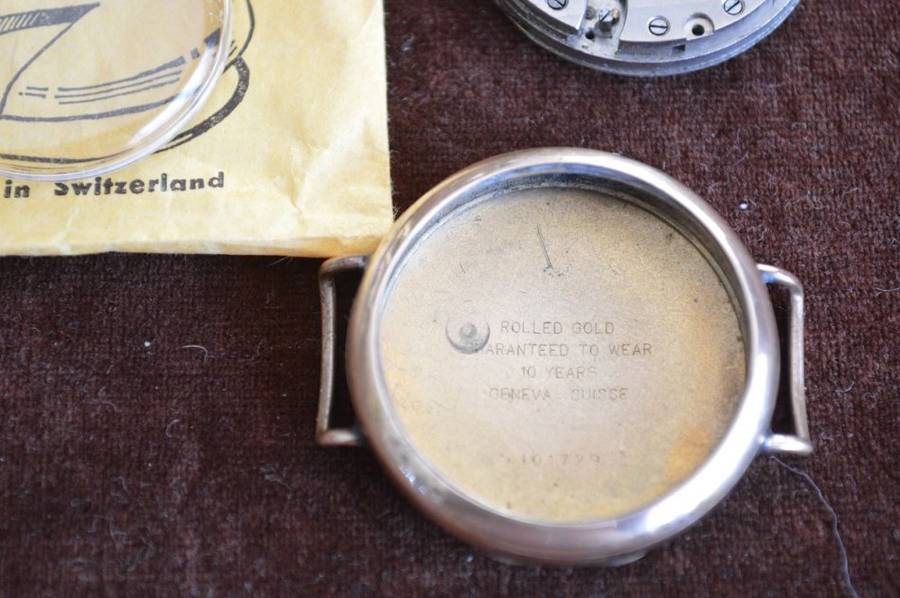 in Switzerland
ROLLED GOLD
ARANTEED TO WEAR
10 YEARS
GENEVA SUISSE